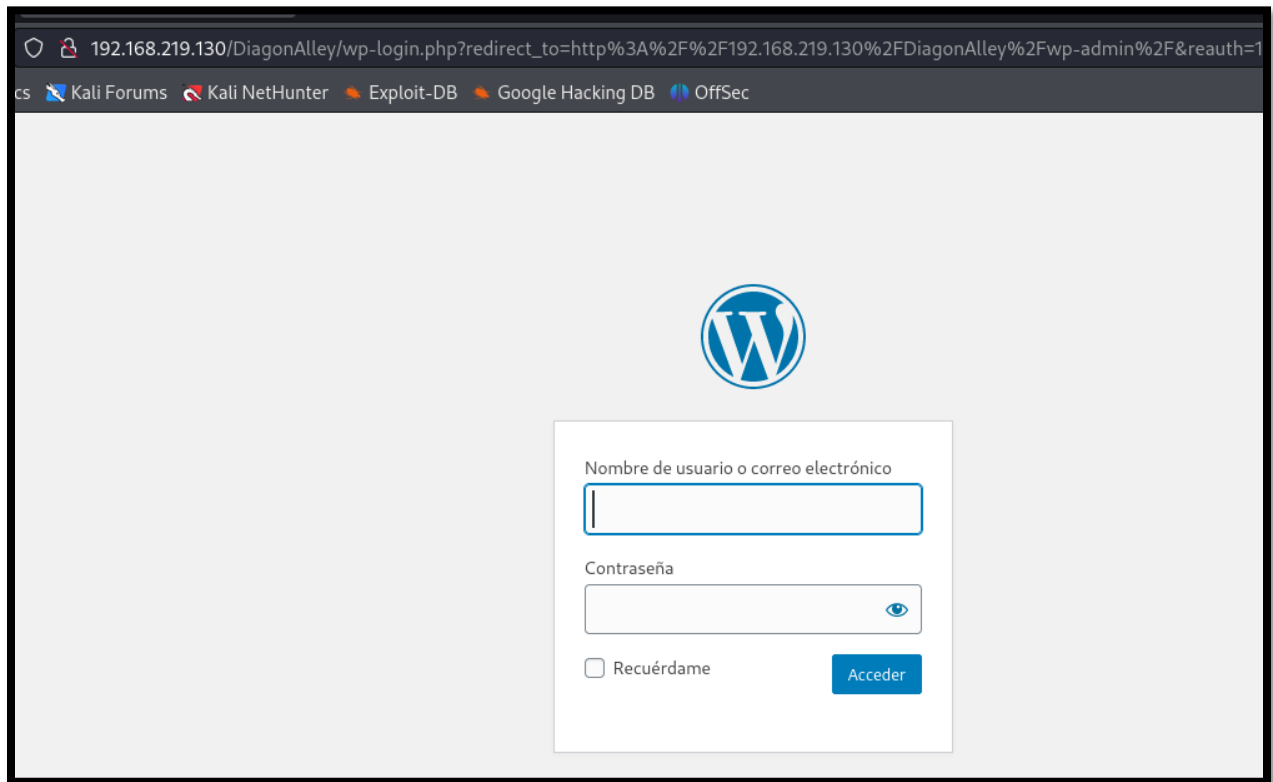 192.168.219.130/DiagonAlley/wp-login.php?redirect_to=http%3A%2F%2F192.168.219.130%2FDiagonAlley%2Fwp-admin%2F&reauth=1
cs Kali Forums Kali NetHunter Exploit-DB Google Hacking DB OffSec
Nombre de usuario o correo electrónico
Contraseña
Recuérdame Acceder